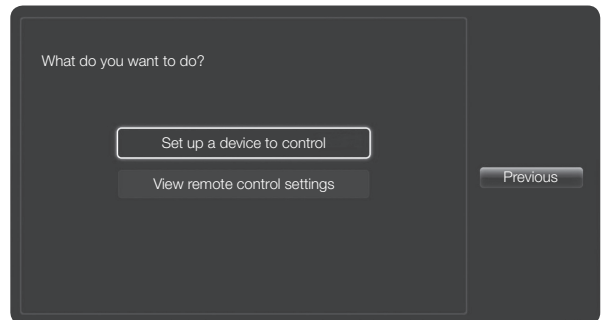 What do you want to do?
Set up a device to control
View remote control settings
Previous